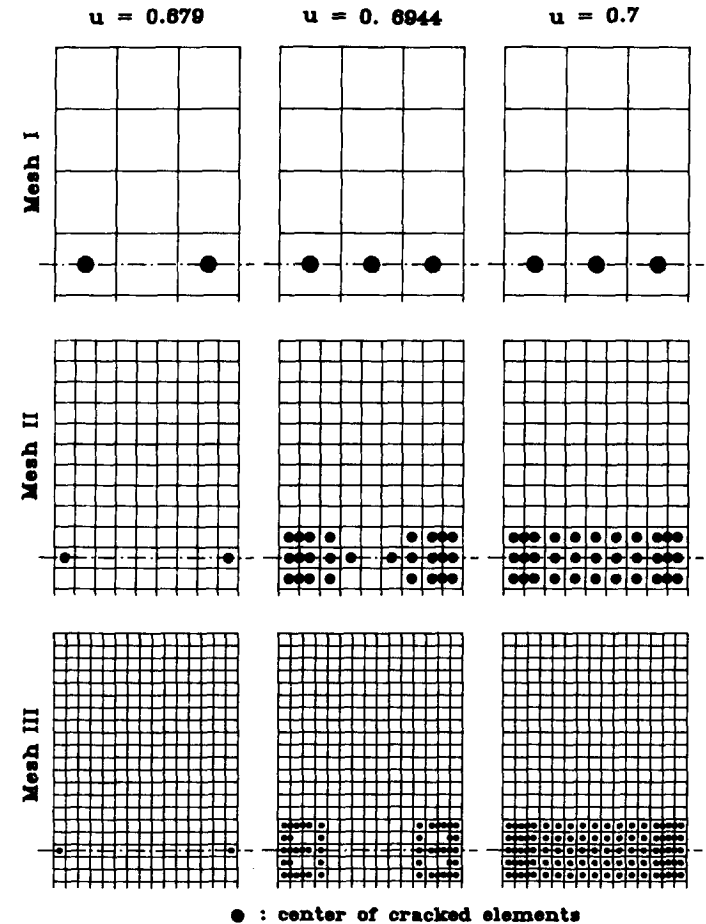 u = 0.679
u = 0. 6944
u = 0.7
Mesh I
Mesh II
Mesh III
● : center of cracked elements